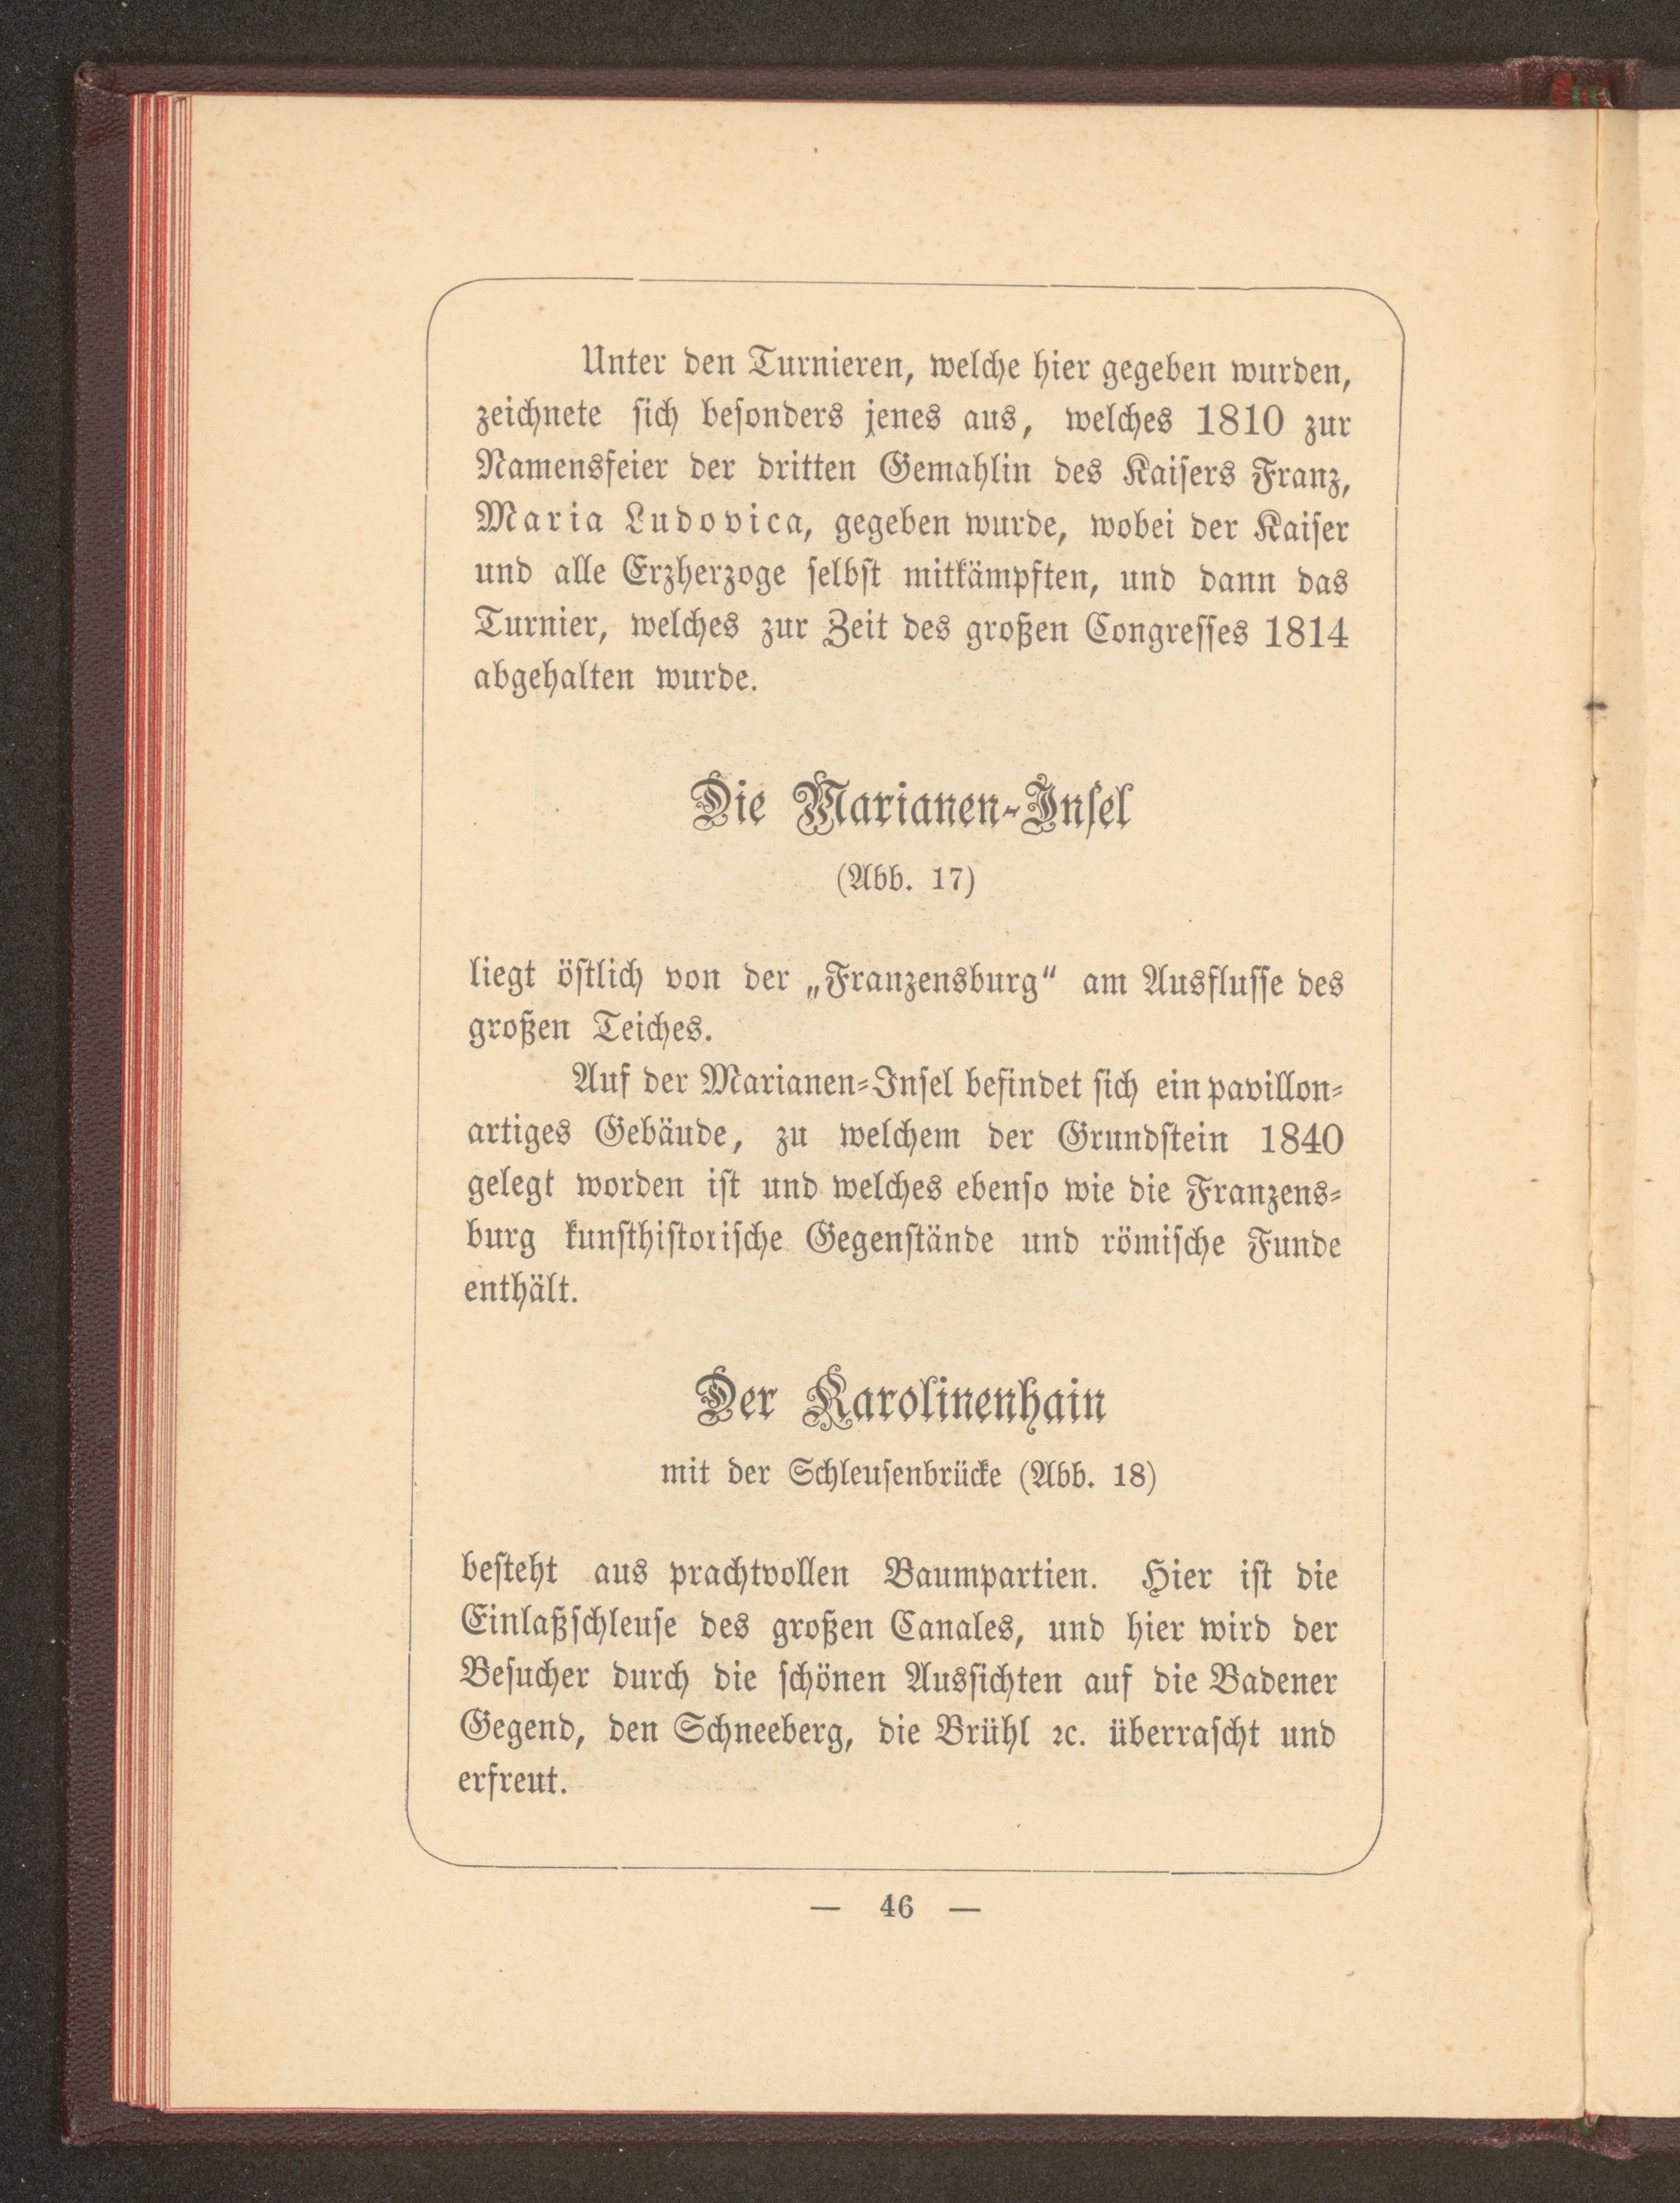 Unter den Turnieren, welche hier gegeben wurden,
zeichnete sich besonders jenes aus, welches 1810 zur
Namensfeier der dritten Gemahlin des Kaisers Franz,
Maria Ludovica, gegeben wurde, wobei der Kaiser
und alle Erzherzoge selbst mitkämpften, und dann das
Turnier, welches zur Zeit des großen Congresses 1814
abgehalten wurde.
Die Marianen-Insel
(Abb. 17)
liegt östlich von der „Franzensburg“ am Ausflusse des
großen Teiches.
Auf der Marianen-Insel befindet sich ein pavillon-
artiges Gebäude, zu welchem der Grundstein 1840
gelegt worden ist und welches ebenso wie die Franzens-
burg kunsthistorische Gegenstände und römische Funde
enthält.
Der Karolinenhain
mit der Schleusenbrücke (Abb. 18)
besteht aus prachtvollen Baumpartien. Hier ist die
Einlaßschleuse des großen Canales, und hier wird der
Besucher durch die schönen Aussichten auf die Badener
Gegend, den Schneeberg, die Brühl ꝛc. überrascht und
erfreut.
— 46 —